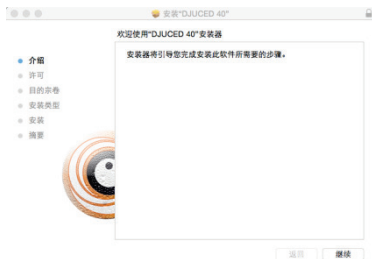 安装“DJUCED 40”
欢迎使用“DJUCED 40”安装器
安装器将引导您完成安装此软件所需要的步骤。
介绍
许可
目的宗卷
安装类型
安装
摘要
返回
继续